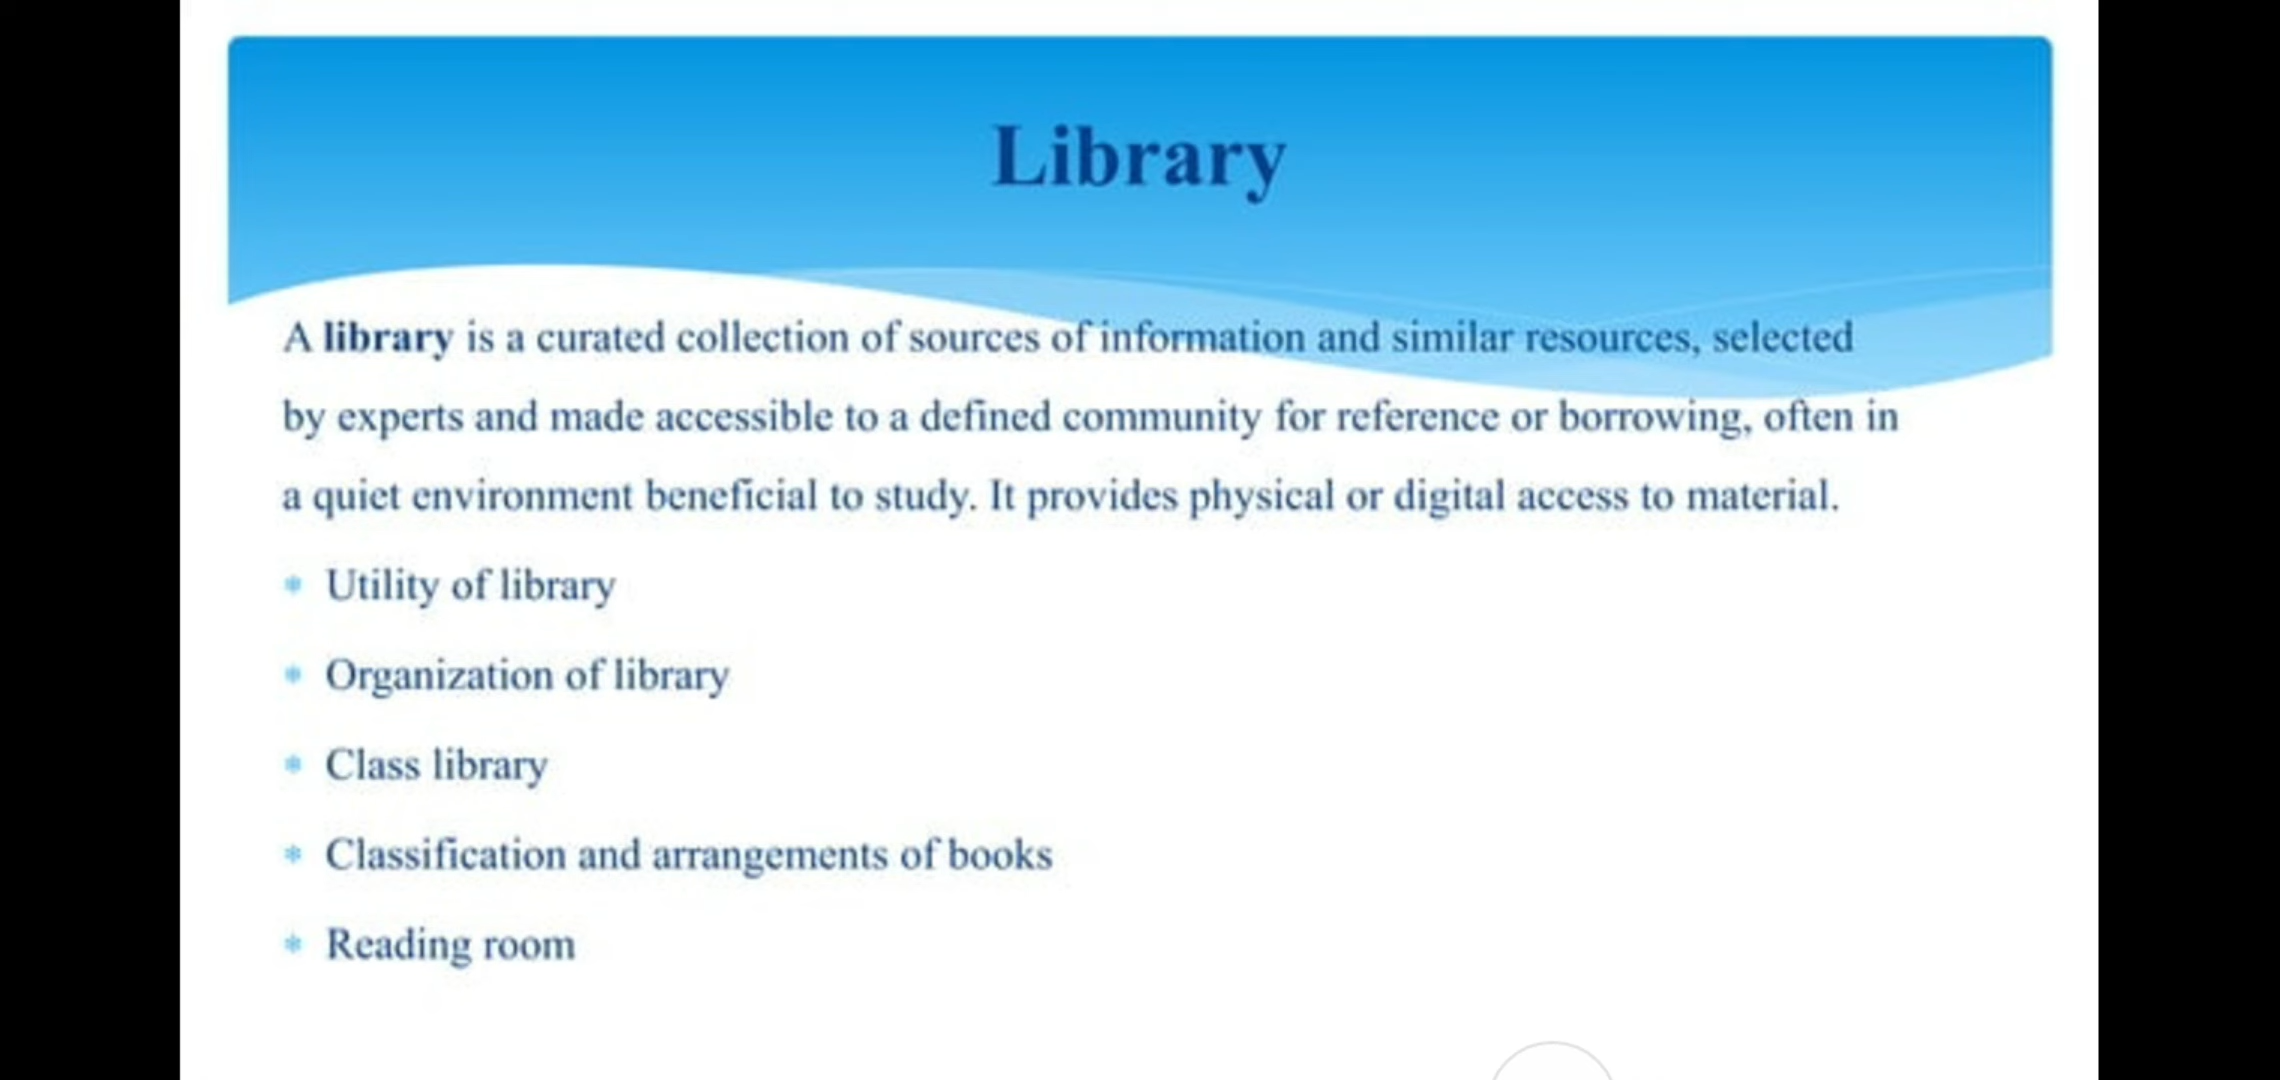 Library
A library is a curated collection of sources of information and similar resources, selected
by experts and made accessible to a defined community for reference or borrowing, often in
a quiet environment beneficial to study. It provides physical or digital access to material.
* Utility of library
* Organization of library
* Class library
* Classification and arrangements of books
* Reading room